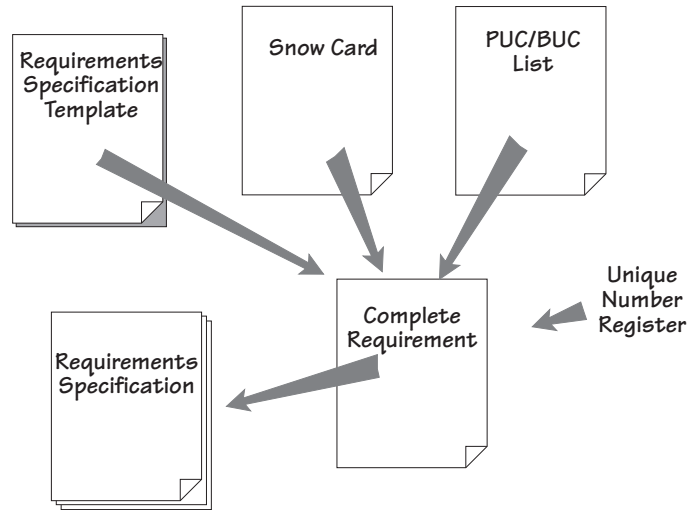 Requirements
Specification
Template
Snow Card
PUC/BUC
List
Complete
Requirement
Unique
Number
Register
Requirements
Specification